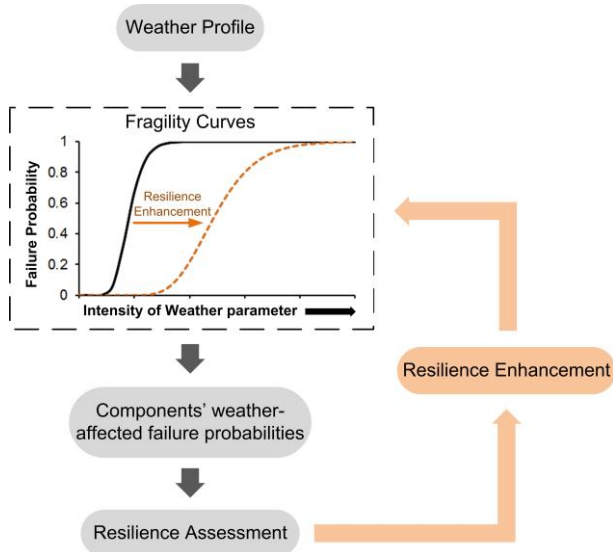 Weather Profile
Fragility Curves
Failure Probability
1
0.8
0.6
0.4
0.2
0
Resilience
Enhancement
Intensity of Weather parameter
Resilience Enhancement
Components’ weather-
affected failure probabilities
Resilience Assessment